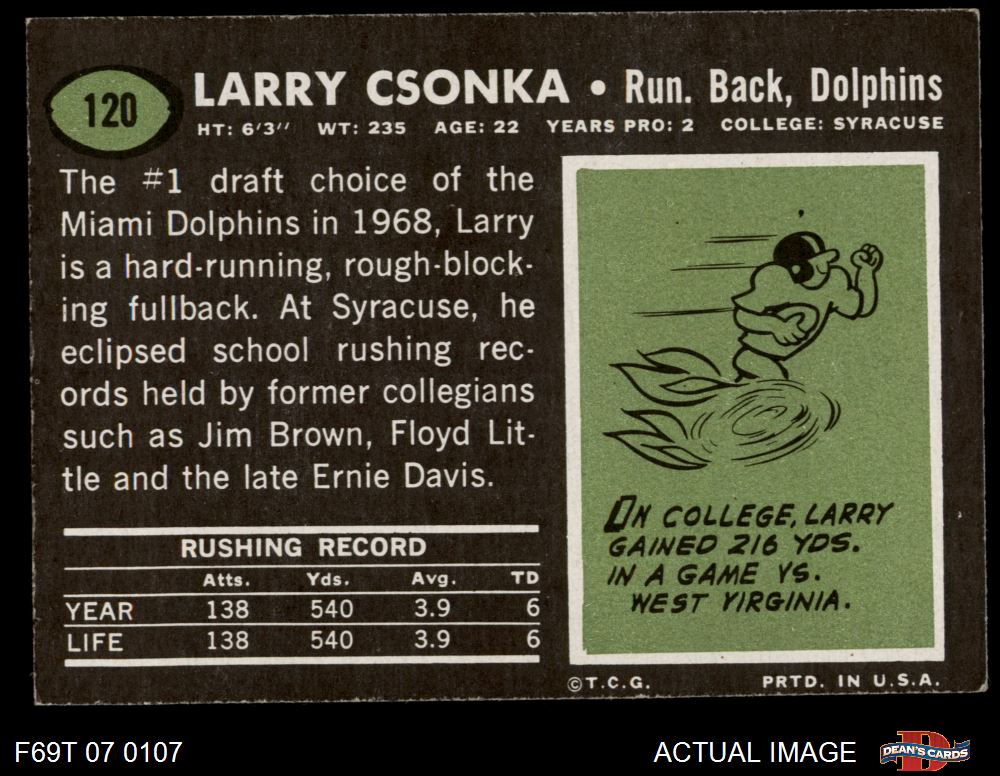 120
LARRY CSONKA • Run. Back, Dolphins
HT: 6'3" WT: 235 AGE: 22 YEARS PRO: 2 COLLEGE: SYRACUSE
The #1 draft choice of the
Miami Dolphins in 1968, Larry
is a hard-running, rough-block-
ing fullback. At Syracuse, he
eclipsed school rushing rec-
ords held by former collegians
such as Jim Brown, Floyd Lit-
tle and the late Ernie Davis.
RUSHING RECORD
Atts. Yds. Avg. TD
YEAR 138 540 3.9 6
LIFE 138 540 3.9 6
IN COLLEGE, LARRY
GAINED 216 YDS.
IN A GAME VS.
WEST VIRGINIA.
©T.C.G. PRTD. IN U.S.A.
F69T 07 0107
ACTUAL IMAGE
D
DEAN'S CARDS